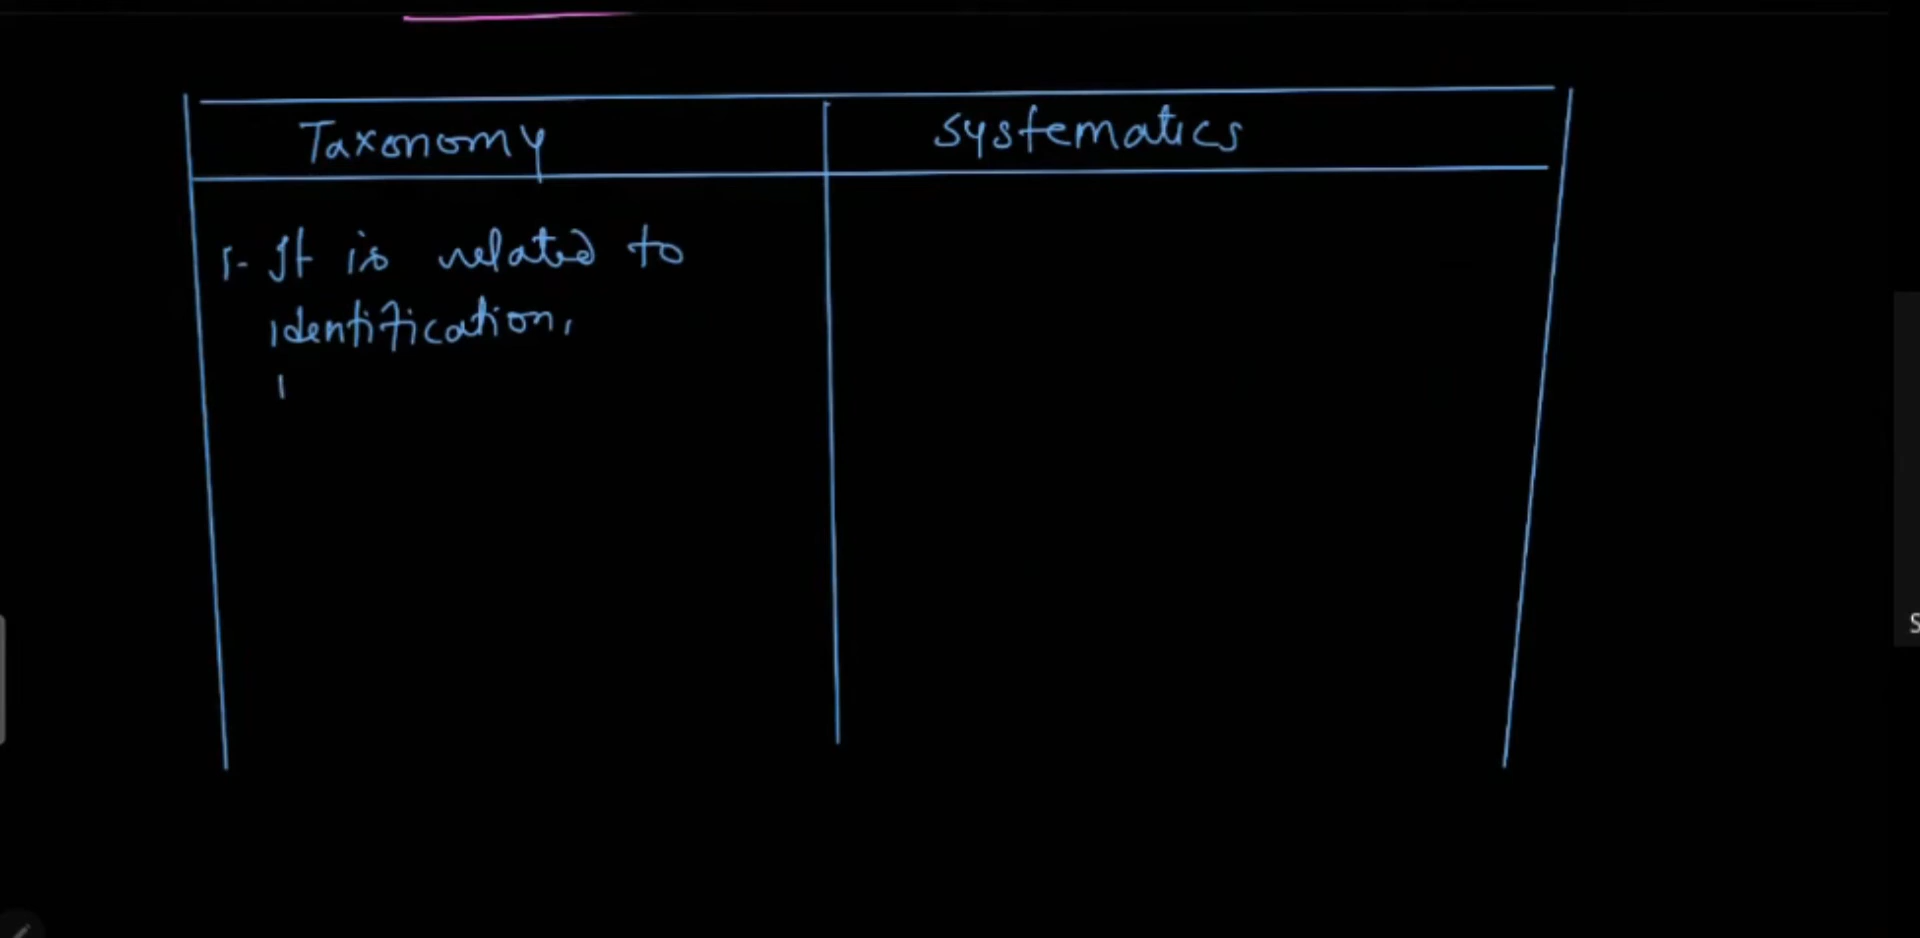 Taxonomy
Systematics
1- It is related to
identification,
S